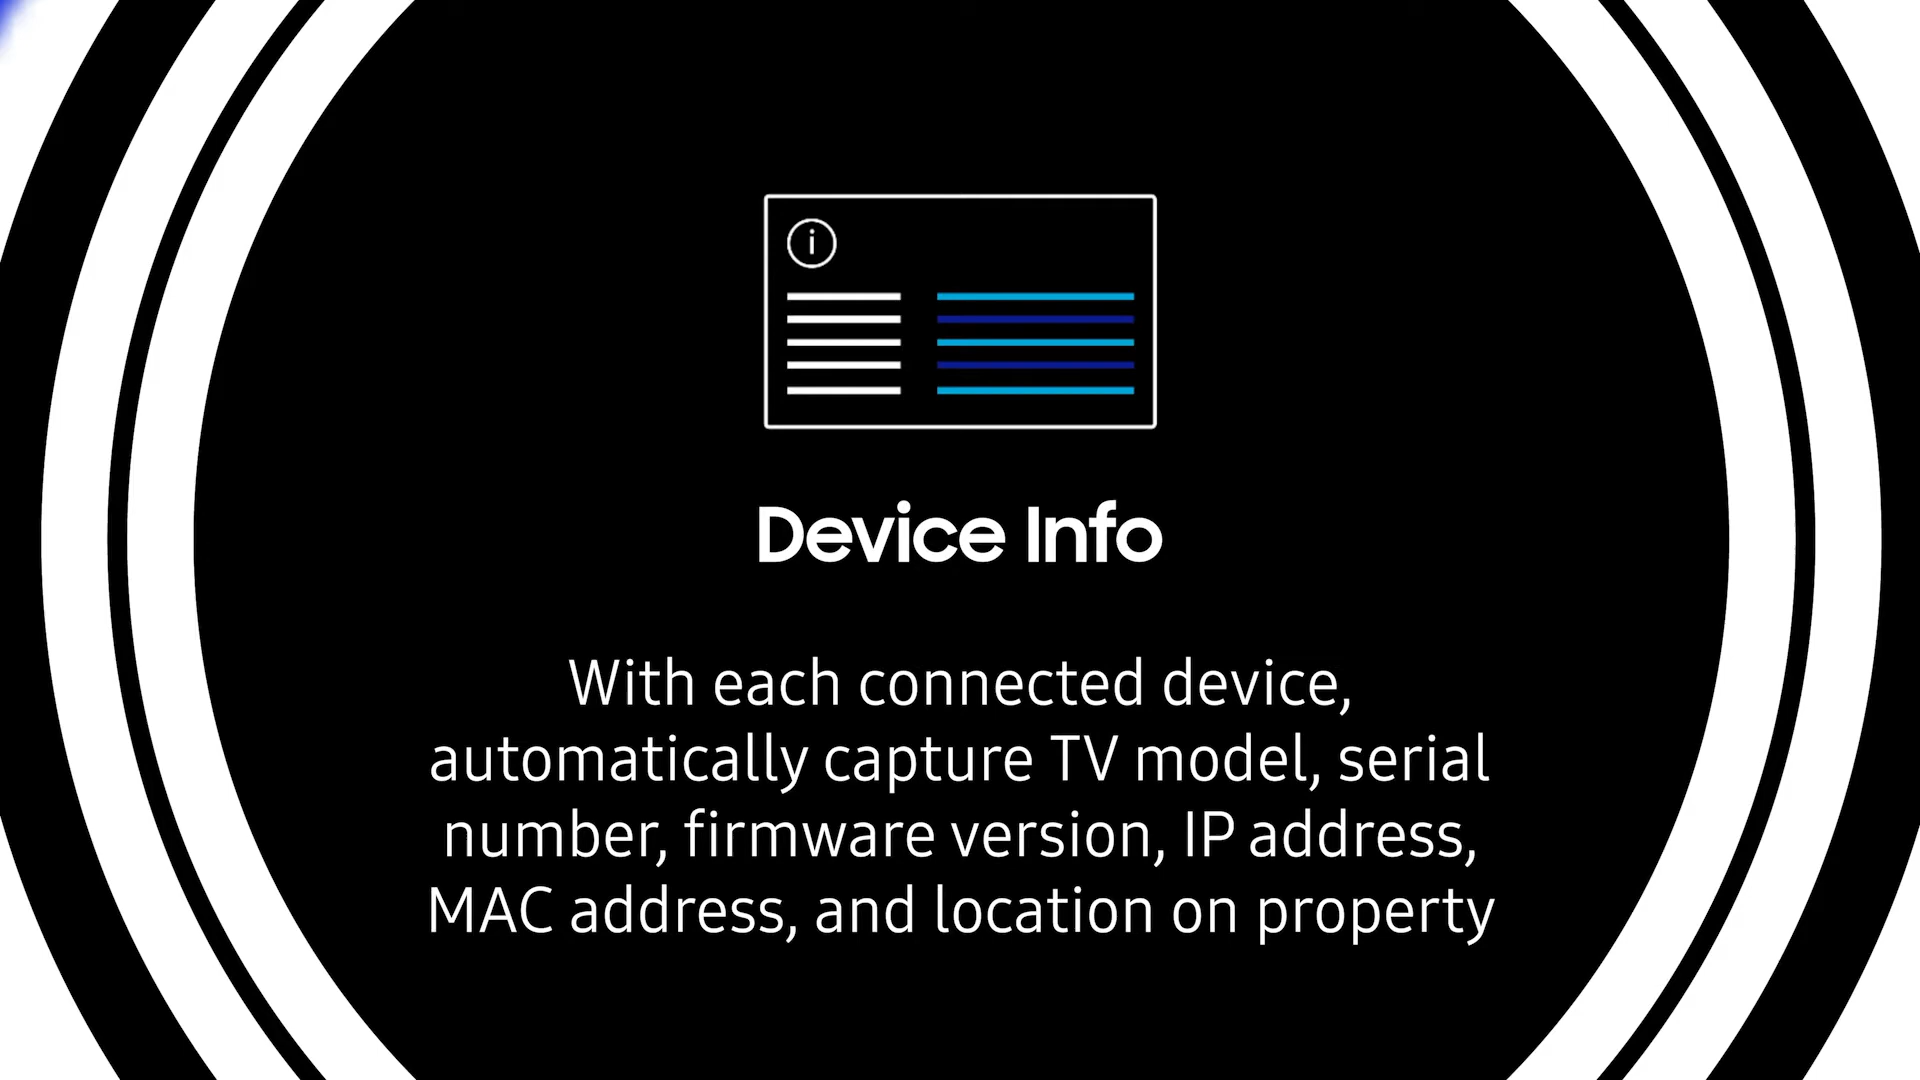 i
Device Info
With each connected device,
automatically capture TV model, serial
number, firmware version, IP address,
MAC address, and location on property